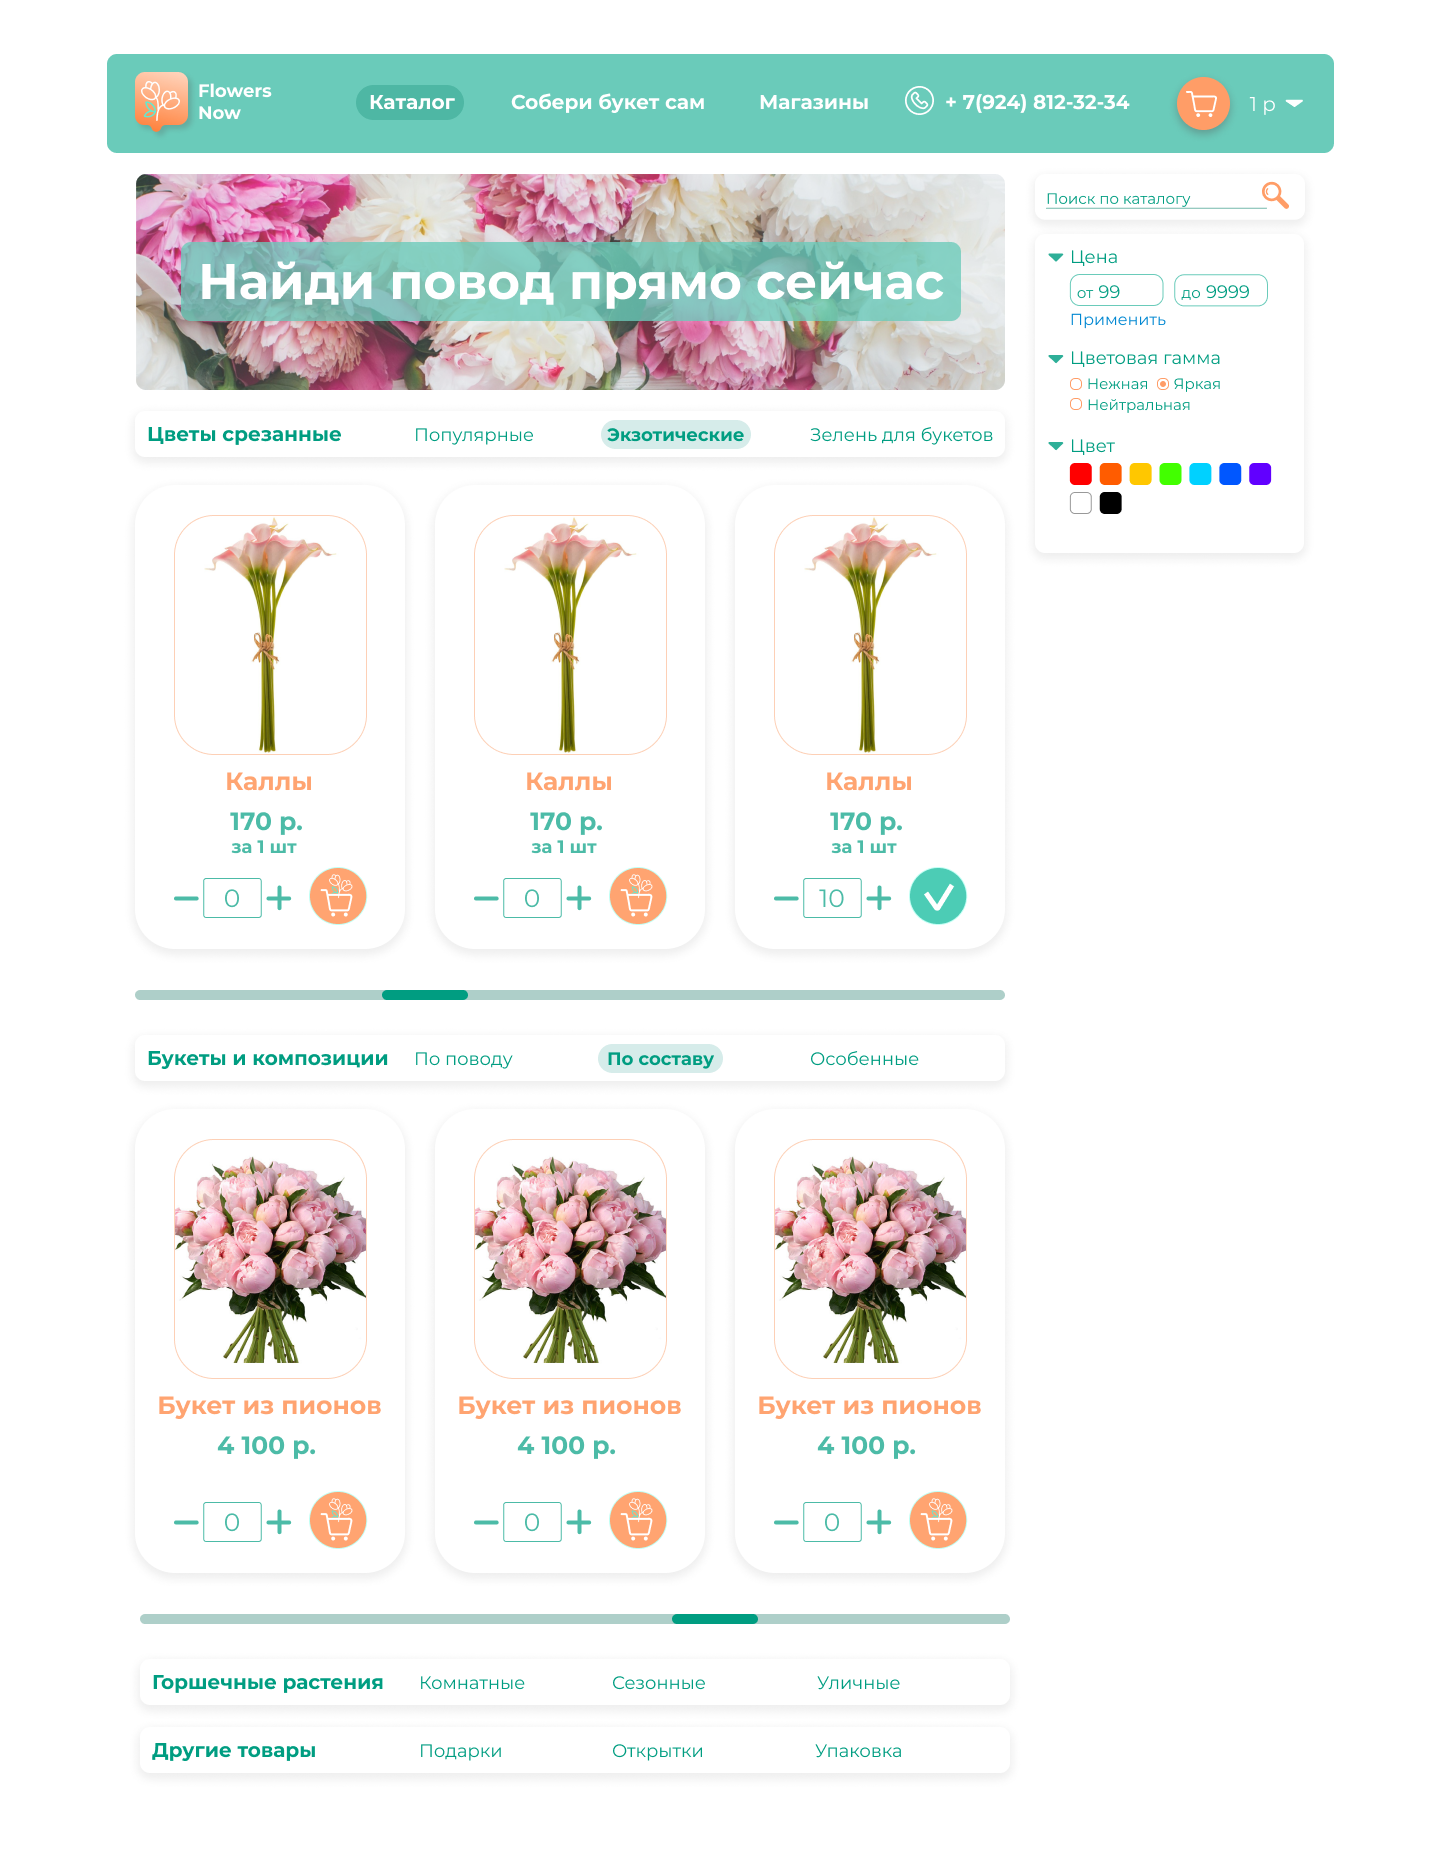 Flowers
Now
Каталог
Собери букет сам
Магазины
+ 7(924) 812-32-34
1 р
Найди повод прямо сейчас
Поиск по каталогу
Цена
от 99
до 9999
Применить
Цветовая гамма
Нежная
Яркая
Нейтральная
Цвет
Цветы срезанные
Популярные
Экзотические
Зелень для букетов
Каллы
170 р.
за 1 шт
0
Каллы
170 р.
за 1 шт
0
Каллы
170 р.
за 1 шт
10
Букеты и композиции
По поводу
По составу
Особенные
Букет из пионов
4 100 р.
0
Букет из пионов
4 100 р.
0
Букет из пионов
4 100 р.
0
Горшечные растения
Комнатные
Сезонные
Уличные
Другие товары
Подарки
Открытки
Упаковка